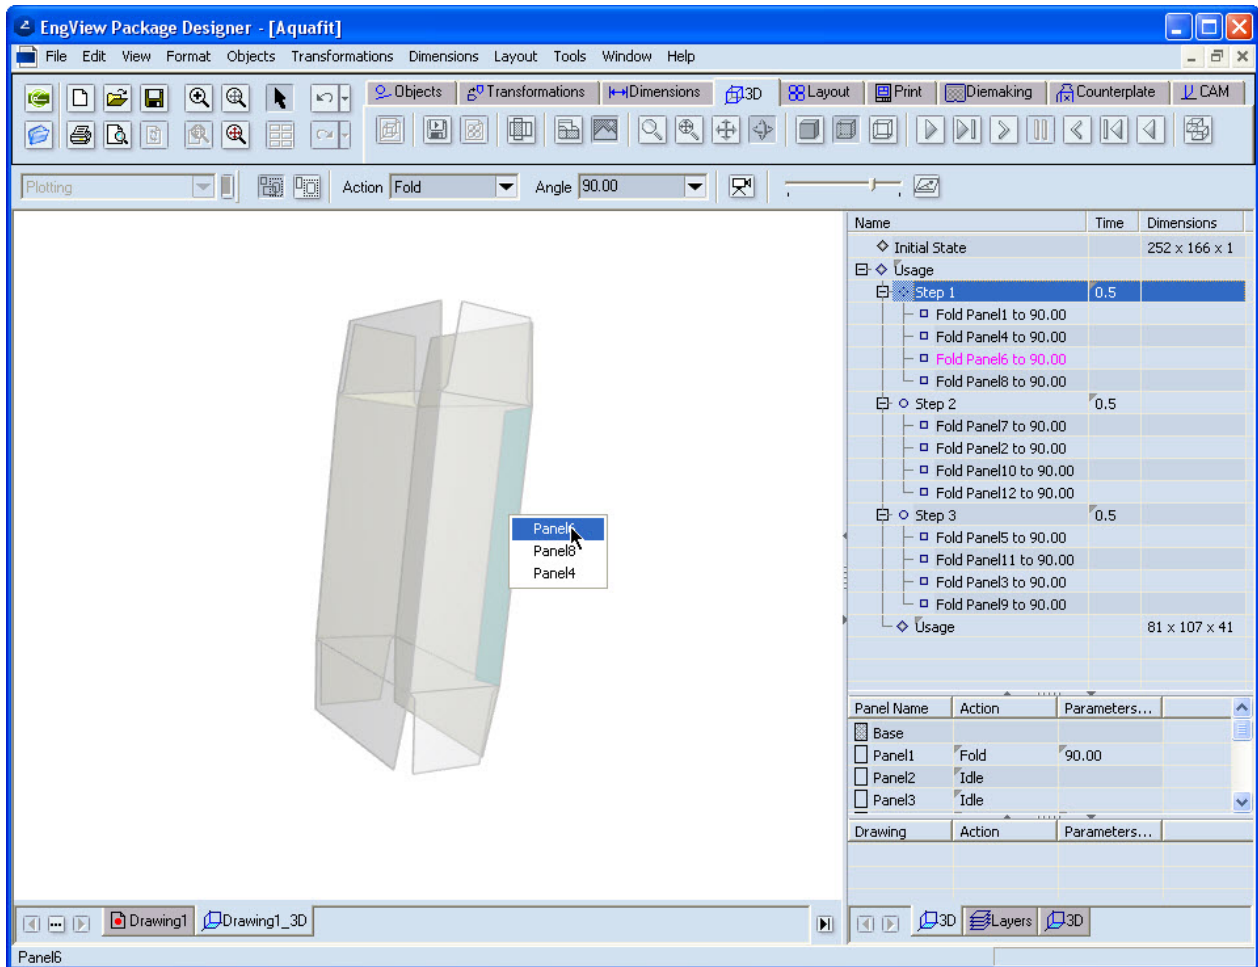 EngView Package Designer - [Aquafit]
File Edit View Format Objects Transformations Dimensions Layout Tools Window Help
Objects Transformations Dimensions 3D Layout Print Diemaking Counterplate CAM
Plotting Action Fold Angle 90.00
Name Time Dimensions
Initial State 252 x 166 x 1
Usage
Step 1 0.5
Fold Panel1 to 90.00
Fold Panel4 to 90.00
Fold Panel6 to 90.00
Fold Panel8 to 90.00
Step 2 0.5
Fold Panel7 to 90.00
Fold Panel2 to 90.00
Fold Panel10 to 90.00
Fold Panel12 to 90.00
Step 3 0.5
Fold Panel5 to 90.00
Fold Panel11 to 90.00
Fold Panel3 to 90.00
Fold Panel9 to 90.00
Usage 81 x 107 x 41
Panel6
Panel8
Panel4
Panel Name Action Parameters...
Base
Panel1 Fold 90.00
Panel2 Idle
Panel3 Idle
Drawing Action Parameters...
Drawing1 Drawing1_3D
3D Layers 3D
Panel6